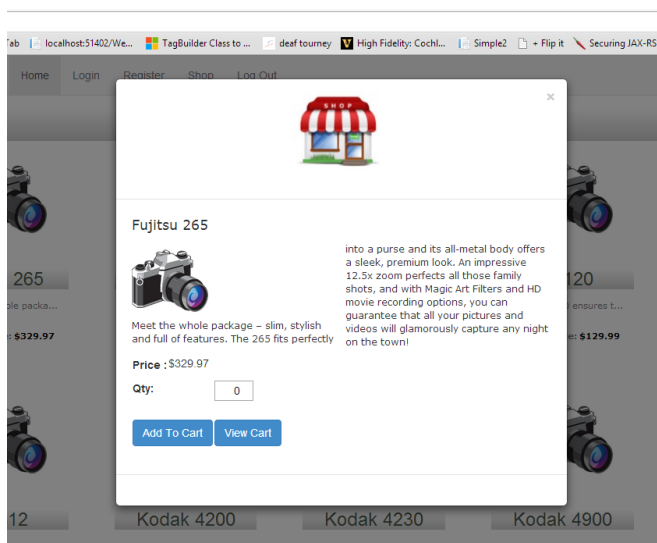 Tab localhost:51402/We... TagBuilder Class to ... deaf tourney High Fidelity: Cochl... Simple2 + Flip it Securing JAX-RS
Home Login Register Shop Log Out
SHOP
×
Fujitsu 265
Meet the whole package – slim, stylish
and full of features. The 265 fits perfectly
into a purse and its all-metal body offers
a sleek, premium look. An impressive
12.5x zoom perfects all those family
shots, and with Magic Art Filters and HD
movie recording options, you can
guarantee that all your pictures and
videos will glamorously capture any night
on the town!
Price : $329.97
Qty: 0
Add To Cart View Cart
265
ole packa...
: $329.97
120
ensures t...
e: $129.99
12 Kodak 4200 Kodak 4230 Kodak 4900